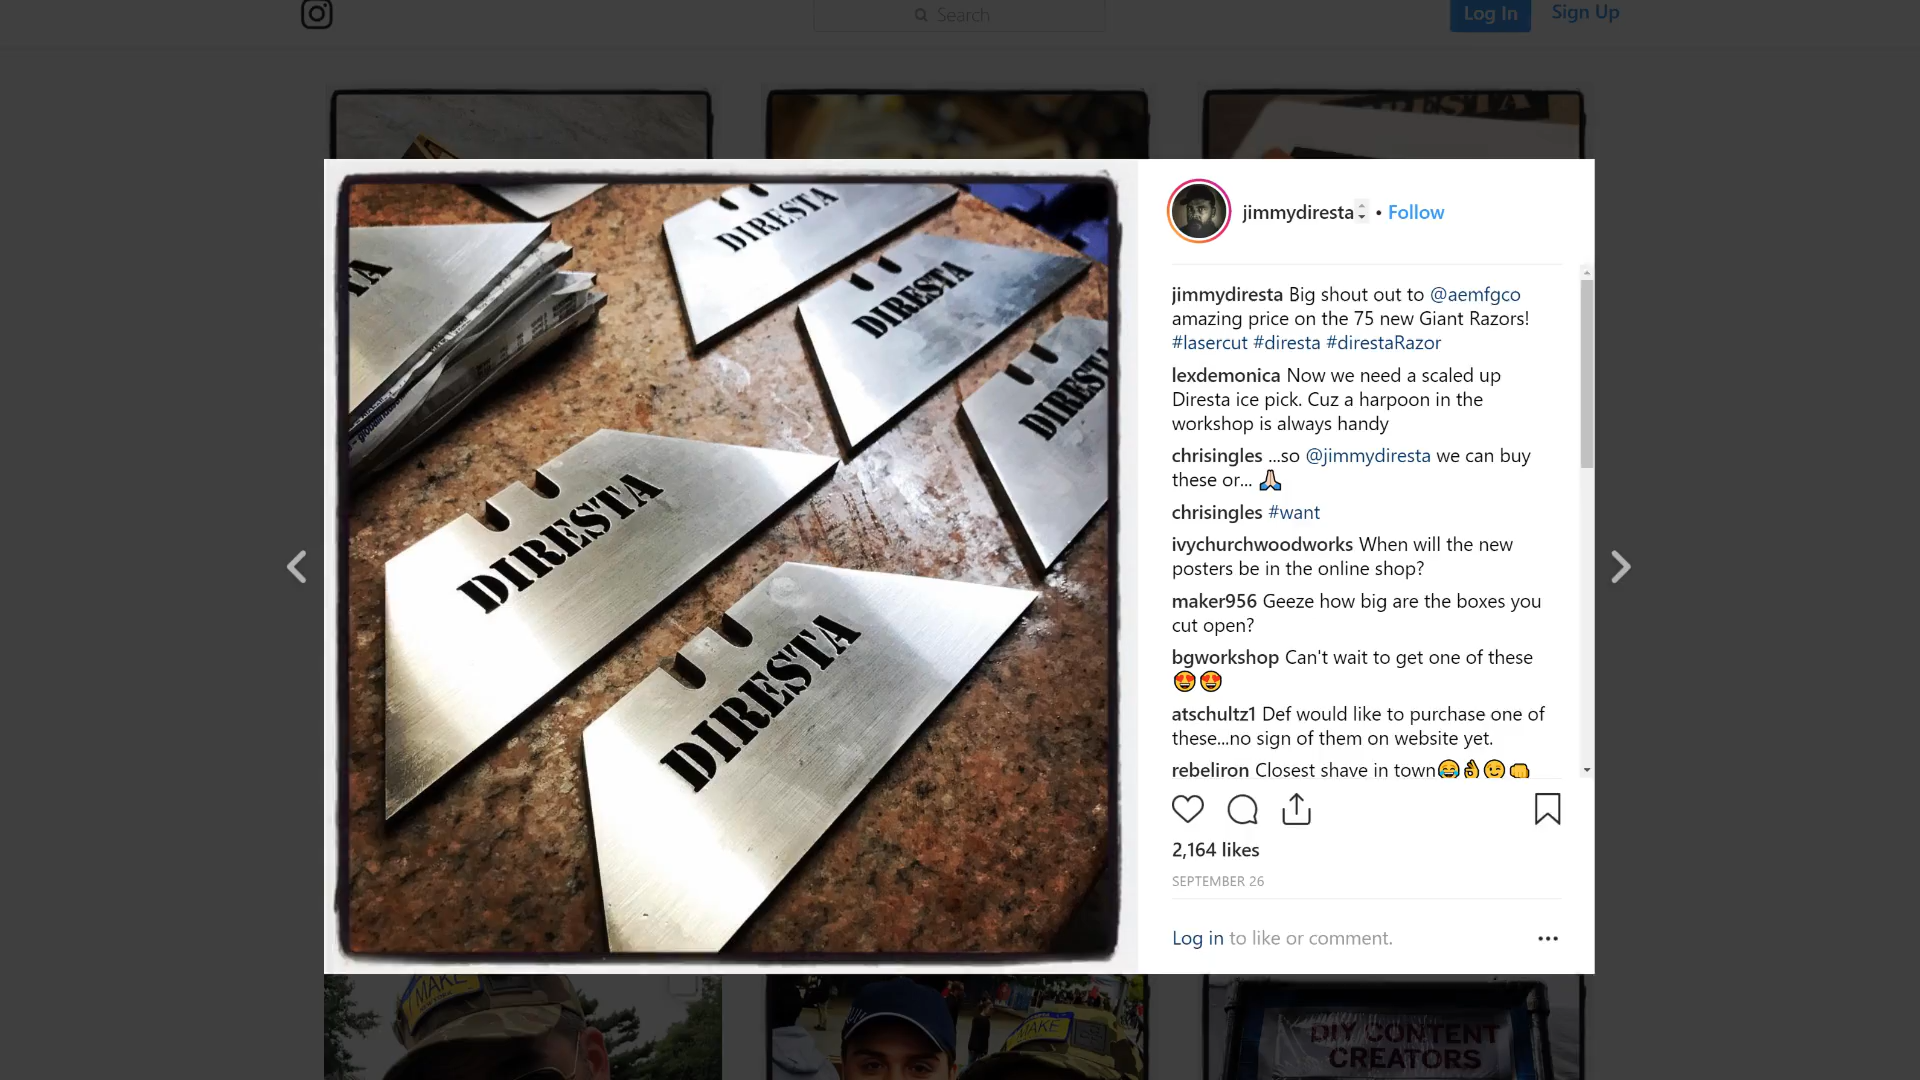 Search
Log In
Sign Up
DIRESTA
DIRESTA
DIRESTA
DIRESTA
DIRESTA
jimmydiresta • Follow
jimmydiresta Big shout out to @aemfgco
amazing price on the 75 new Giant Razors!
#lasercut #diresta #direstaRazor
lexdemonica Now we need a scaled up
Diresta ice pick. Cuz a harpoon in the
workshop is always handy
chrisingles ...so @jimmydiresta we can buy
these or... 🙏🏻
chrisingles #want
ivychurchwoodworks When will the new
posters be in the online shop?
maker956 Geeze how big are the boxes you
cut open?
bgworkshop Can't wait to get one of these
😍😍
atschultz1 Def would like to purchase one of
these...no sign of them on website yet.
rebeliron Closest shave in town😂👌😉👊
2,164 likes
SEPTEMBER 26
Log in to like or comment.
MAKE
MAKE
DIY CONTENT
CREATORS